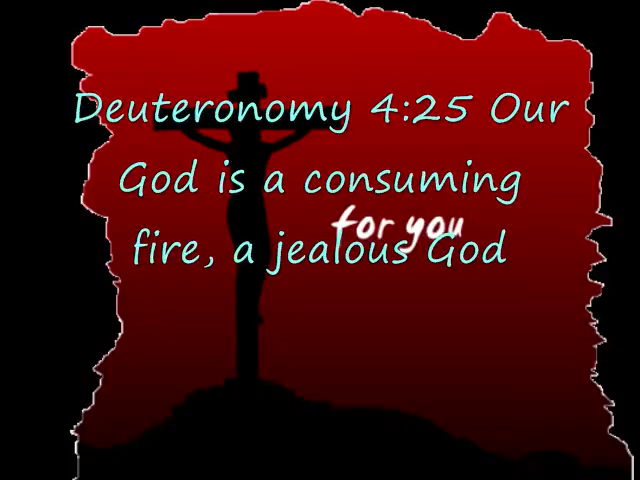 Deuteronomy 4:25 Our
God is a consuming
for you
fire, a jealous God